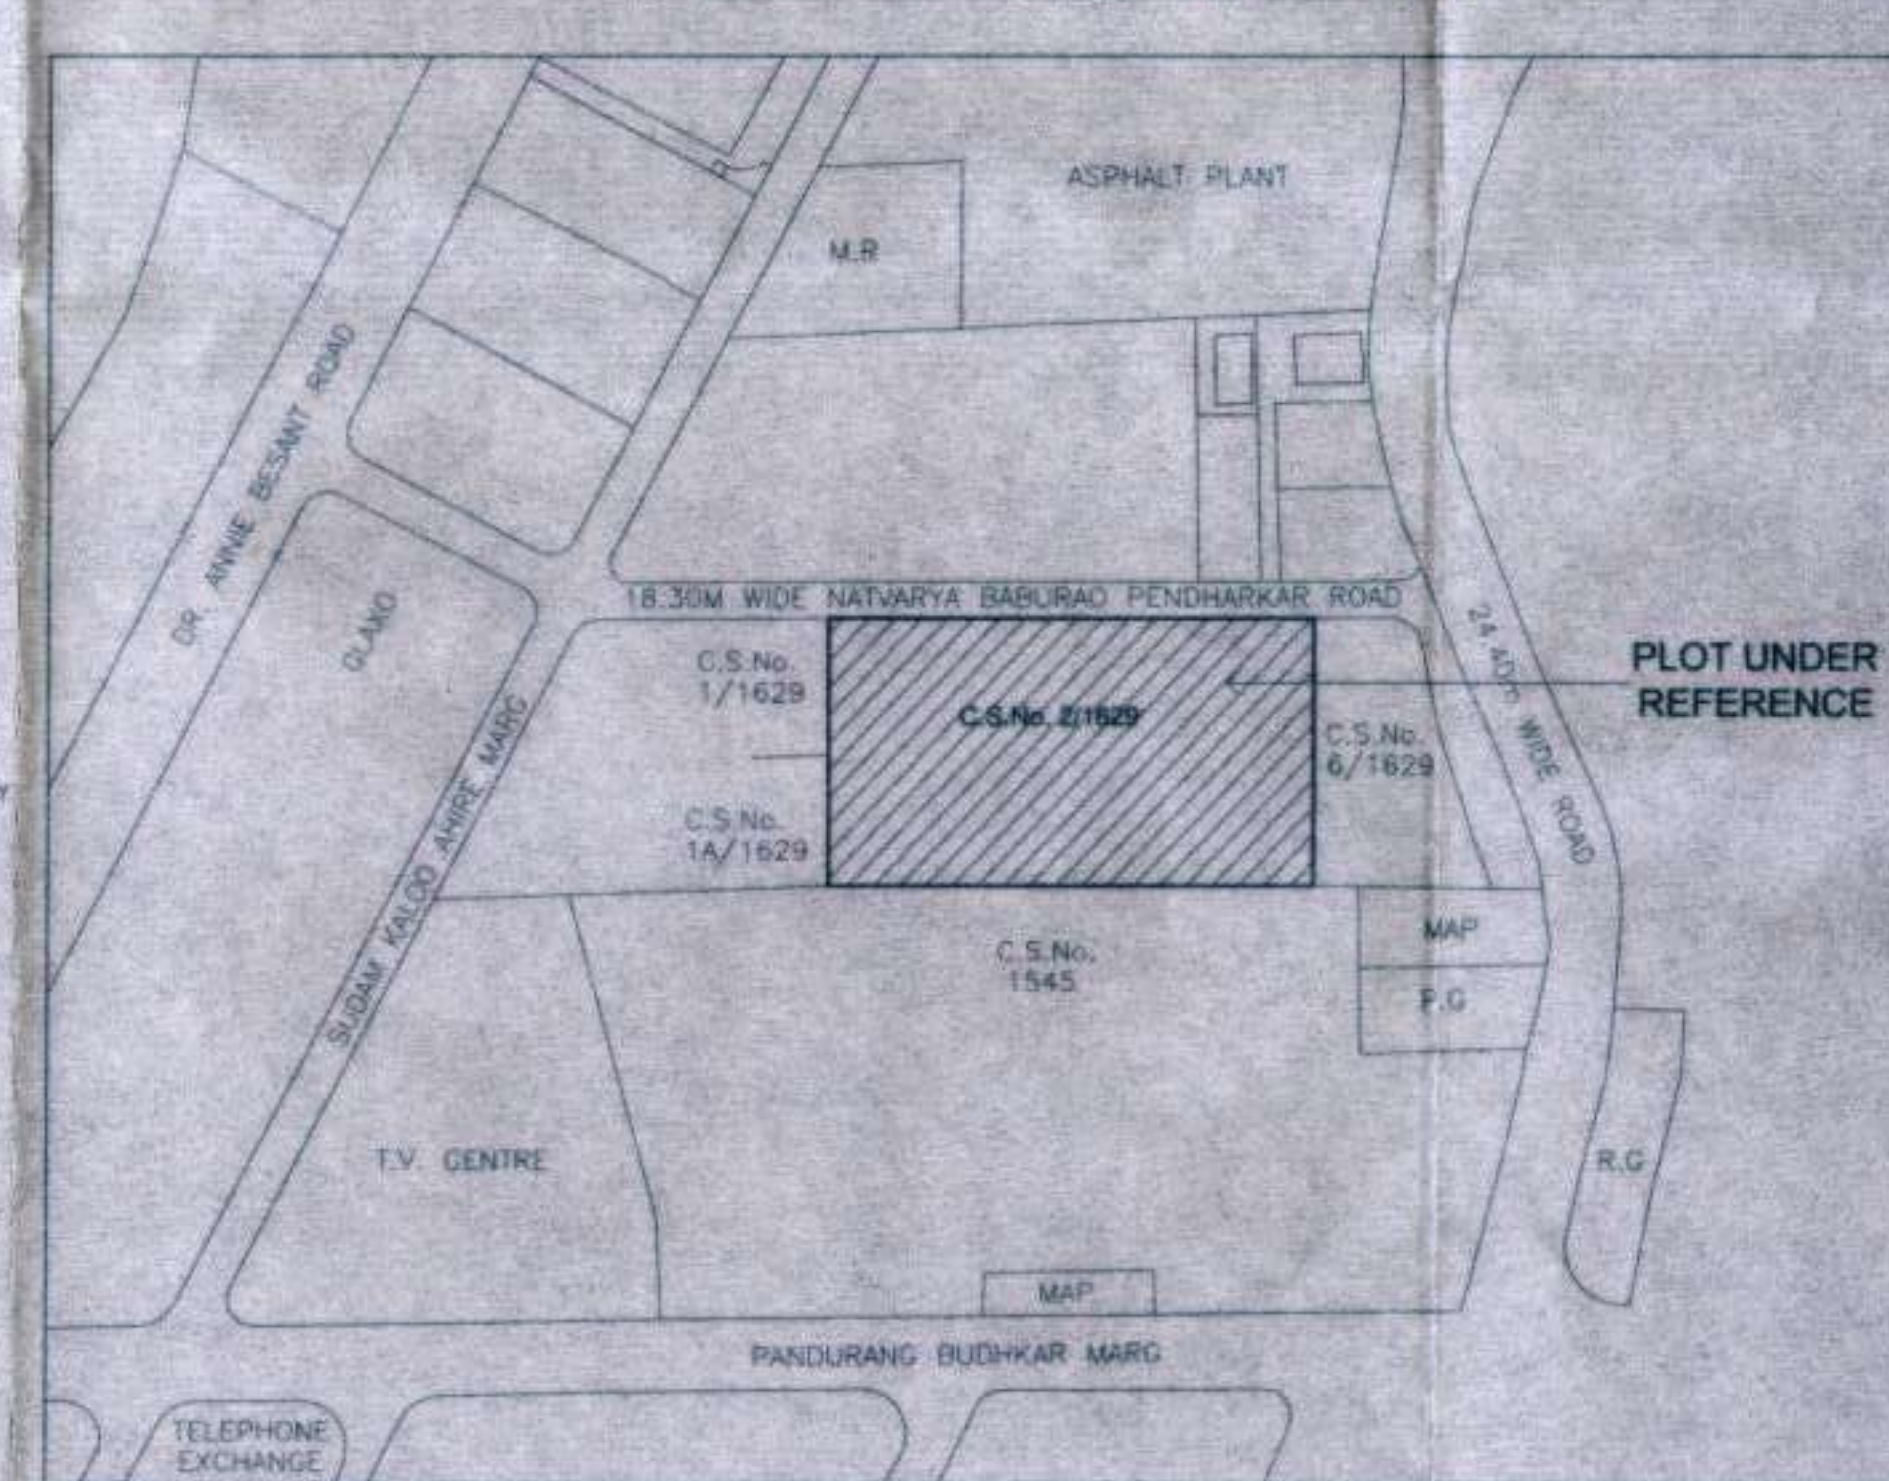 ASPHALT PLANT
M.R
DR. ANNIE BESANT ROAD
GLAXO
18.30M WIDE NATVARYA BABURAO PENDHARKAR ROAD
24.40m WIDE ROAD
C.S.No.
1/1629
C.S.No. 2/1629
PLOT UNDER
REFERENCE
C.S.No.
6/1629
C.S.No.
1A/1629
SUDAM KALOO AHIRE MARG
MAP
C.S.No.
1545
P.G
T.V. CENTRE
R.G
MAP
PANDURANG BUDHKAR MARG
TELEPHONE
EXCHANGE